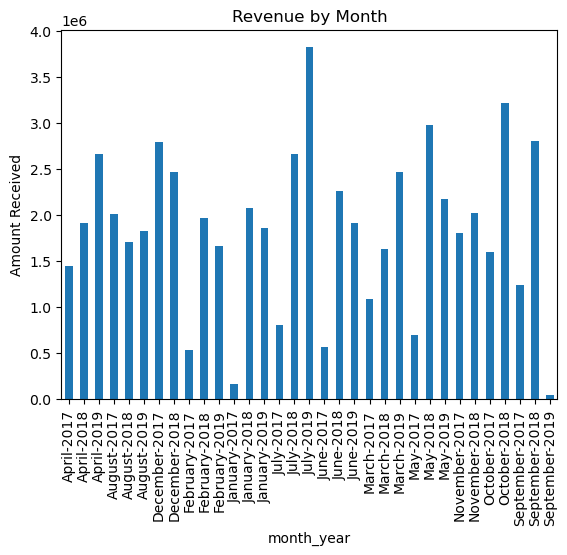 Revenue by Month
1e6
4.0
3.5
3.0
2.5
2.0
1.5
1.0
0.5
0.0
Amount Received
April-2017
April-2018
April-2019
August-2017
August-2018
August-2019
December-2017
December-2018
February-2017
February-2018
February-2019
January-2017
January-2018
January-2019
July-2017
July-2018
July-2019
June-2017
June-2018
June-2019
March-2017
March-2018
March-2019
May-2017
May-2018
May-2019
November-2017
November-2018
October-2017
October-2018
September-2017
September-2018
September-2019
month_year